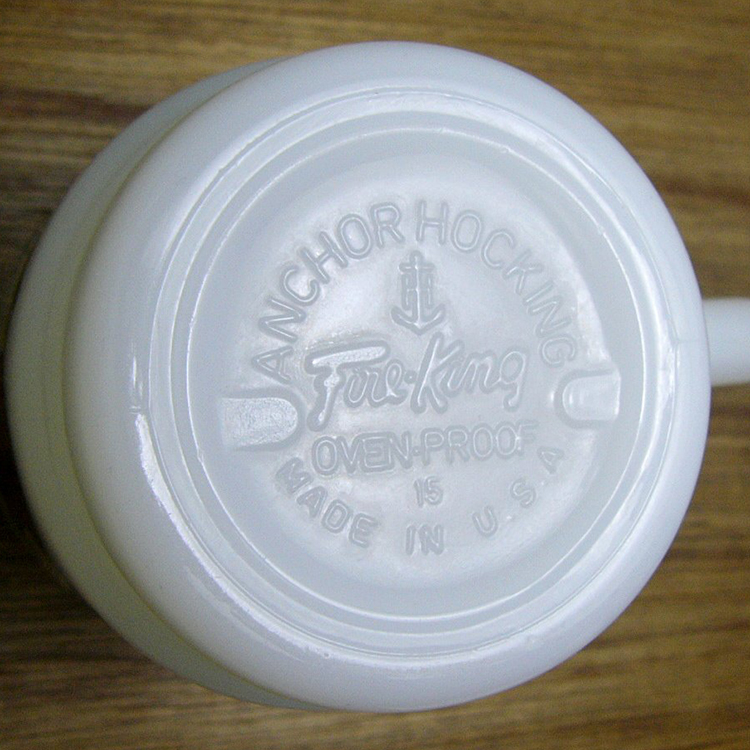 ANCHOR HOCKING
Fire-King
OVEN-PROOF
15
MADE IN U.S.A